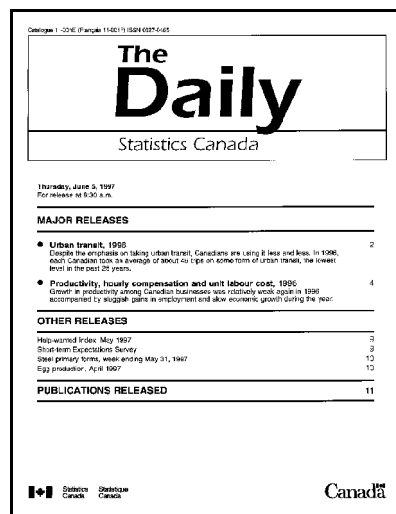 Catalogue 11-001E (Français 11-001F) ISSN 0827-0465
The
Daily
Statistics Canada
Thursday, June 5, 1997
For release at 8:30 a.m.
MAJOR RELEASES
● Urban transit, 1996 2
Despite the emphasis on taking urban transit, Canadians are using it less and less. In 1996,
each Canadian took an average of about 46 trips on some form of urban transit, the lowest
level in the past 25 years.
● Productivity, hourly compensation and unit labour cost, 1996 4
Growth in productivity among Canadian businesses was relatively weak again in 1996
accompanied by sluggish gains in employment and slow economic growth during the year.
OTHER RELEASES
Help-wanted Index, May 1997 9
Short-term Expectations Survey 9
Steel primary forms, week ending May 31, 1997 10
Egg production, April 1997 10
PUBLICATIONS RELEASED 11
Statistics Statistique
Canada Canada
Canada